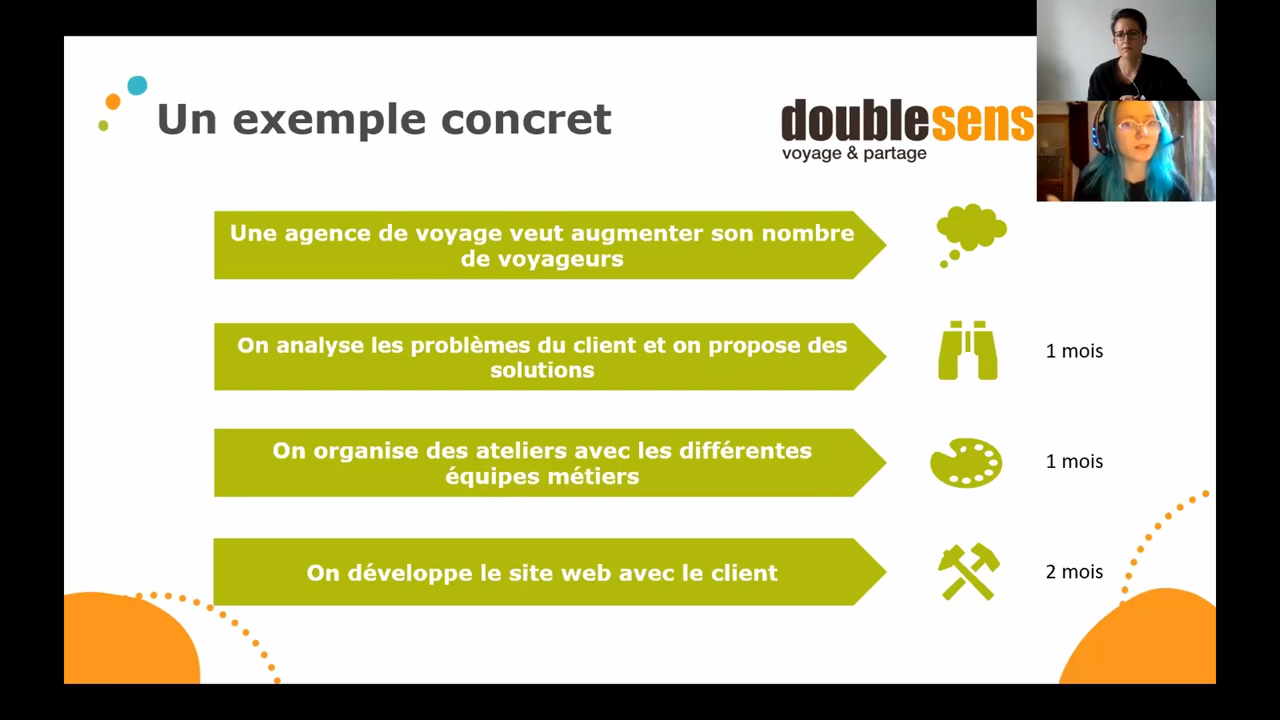 Un exemple concret
doublesens
voyage & partage
Une agence de voyage veut augmenter son nombre
de voyageurs
On analyse les problèmes du client et on propose des
solutions
1 mois
On organise des ateliers avec les différentes
équipes métiers
1 mois
On développe le site web avec le client
2 mois